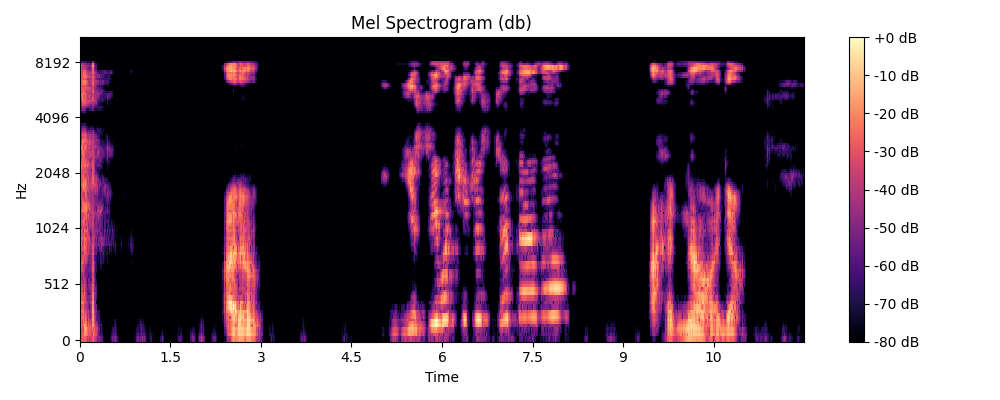 Mel Spectrogram (db)
8192
4096
2048
1024
512
0
Hz
0 1.5 3 4.5 6 7.5 9 10
Time
+0 dB
-10 dB
-20 dB
-30 dB
-40 dB
-50 dB
-60 dB
-70 dB
-80 dB